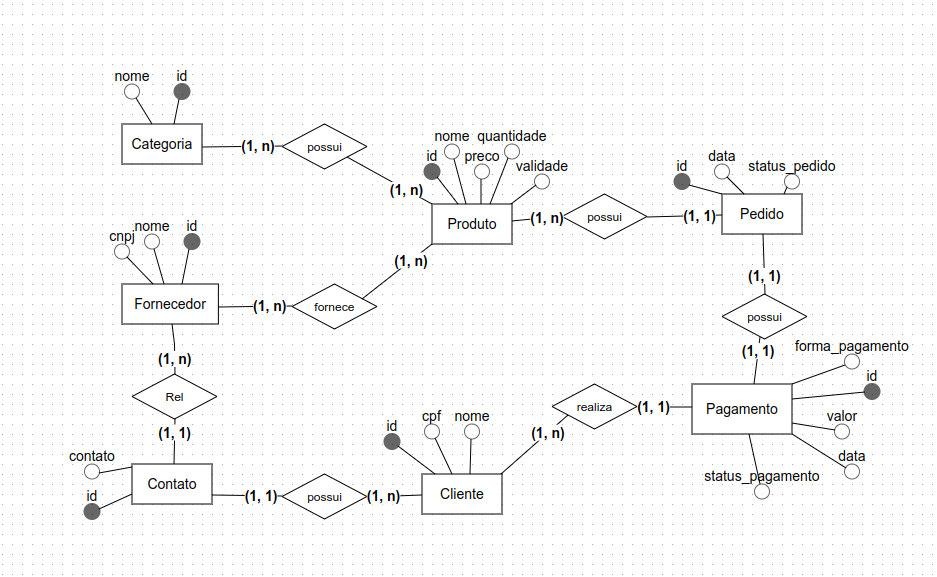 nome
id
Categoria
(1, n)
possui
(1, n)
nome
quantidade
id
preco
validade
Produto
(1, n)
possui
(1, 1)
id
data
status_pedido
Pedido
cnpj
nome
id
Fornecedor
(1, n)
fornece
(1, n)
(1, 1)
possui
(1, 1)
(1, n)
Rel
(1, 1)
forma_pagamento
id
valor
data
status_pagamento
Pagamento
(1, 1)
realiza
(1, n)
id
cpf
nome
Cliente
(1, n)
possui
(1, 1)
contato
id
Contato